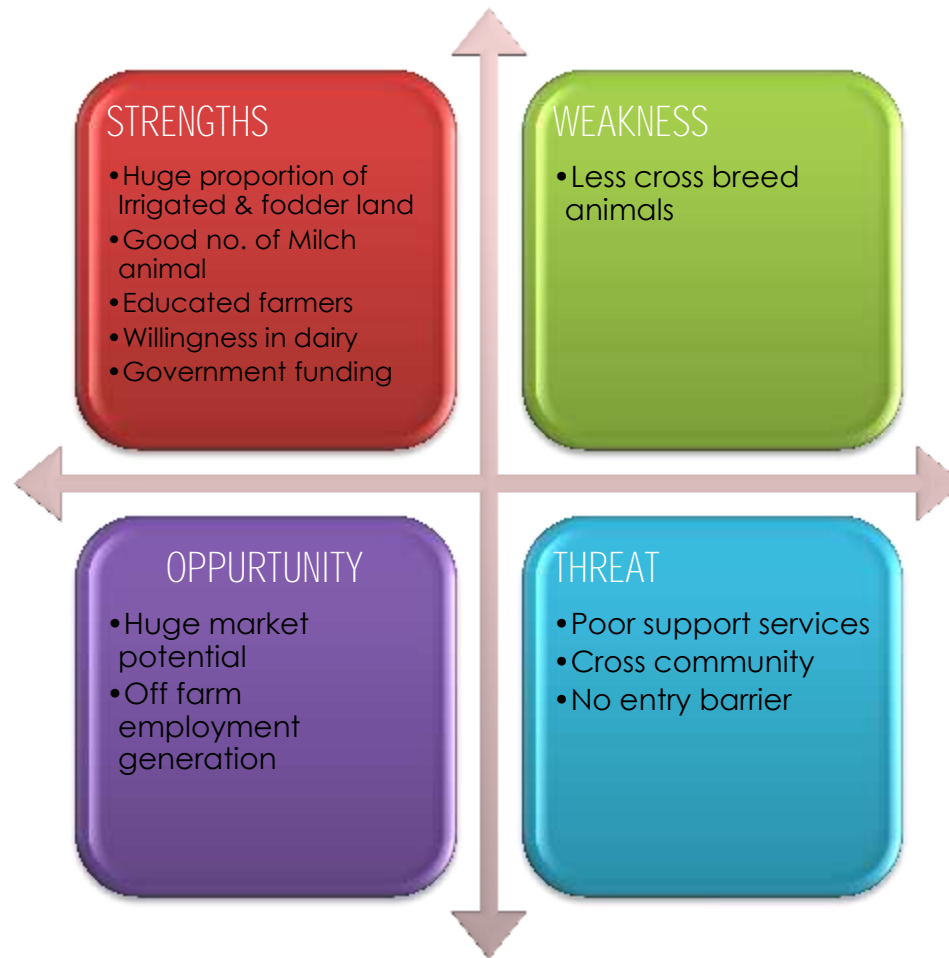 STRENGTHS
•Huge proportion of
Irrigated & fodder land
•Good no. of Milch
animal
•Educated farmers
•Willingness in dairy
•Government funding
WEAKNESS
•Less cross breed
animals
OPPURTUNITY
•Huge market
potential
•Off farm
employment
generation
THREAT
•Poor support services
•Cross community
•No entry barrier